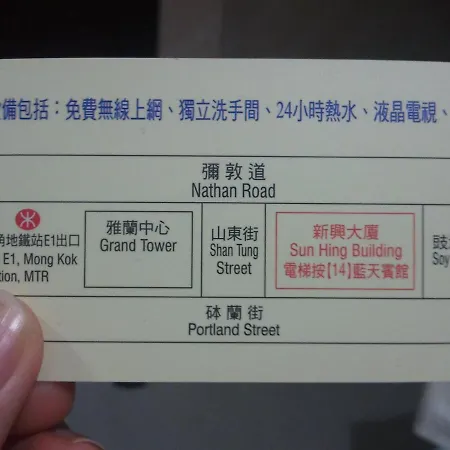 備包括：免費無線上網、獨立洗手間、24小時熱水、液晶電視、
彌敦道
Nathan Road
角地鐵站E1出口
E1, Mong Kok
tion, MTR
雅蘭中心
Grand Tower
山東街
Shan Tung
Street
新興大廈
Sun Hing Building
電梯按【14】藍天賓館
豉
Soy
砵蘭街
Portland Street